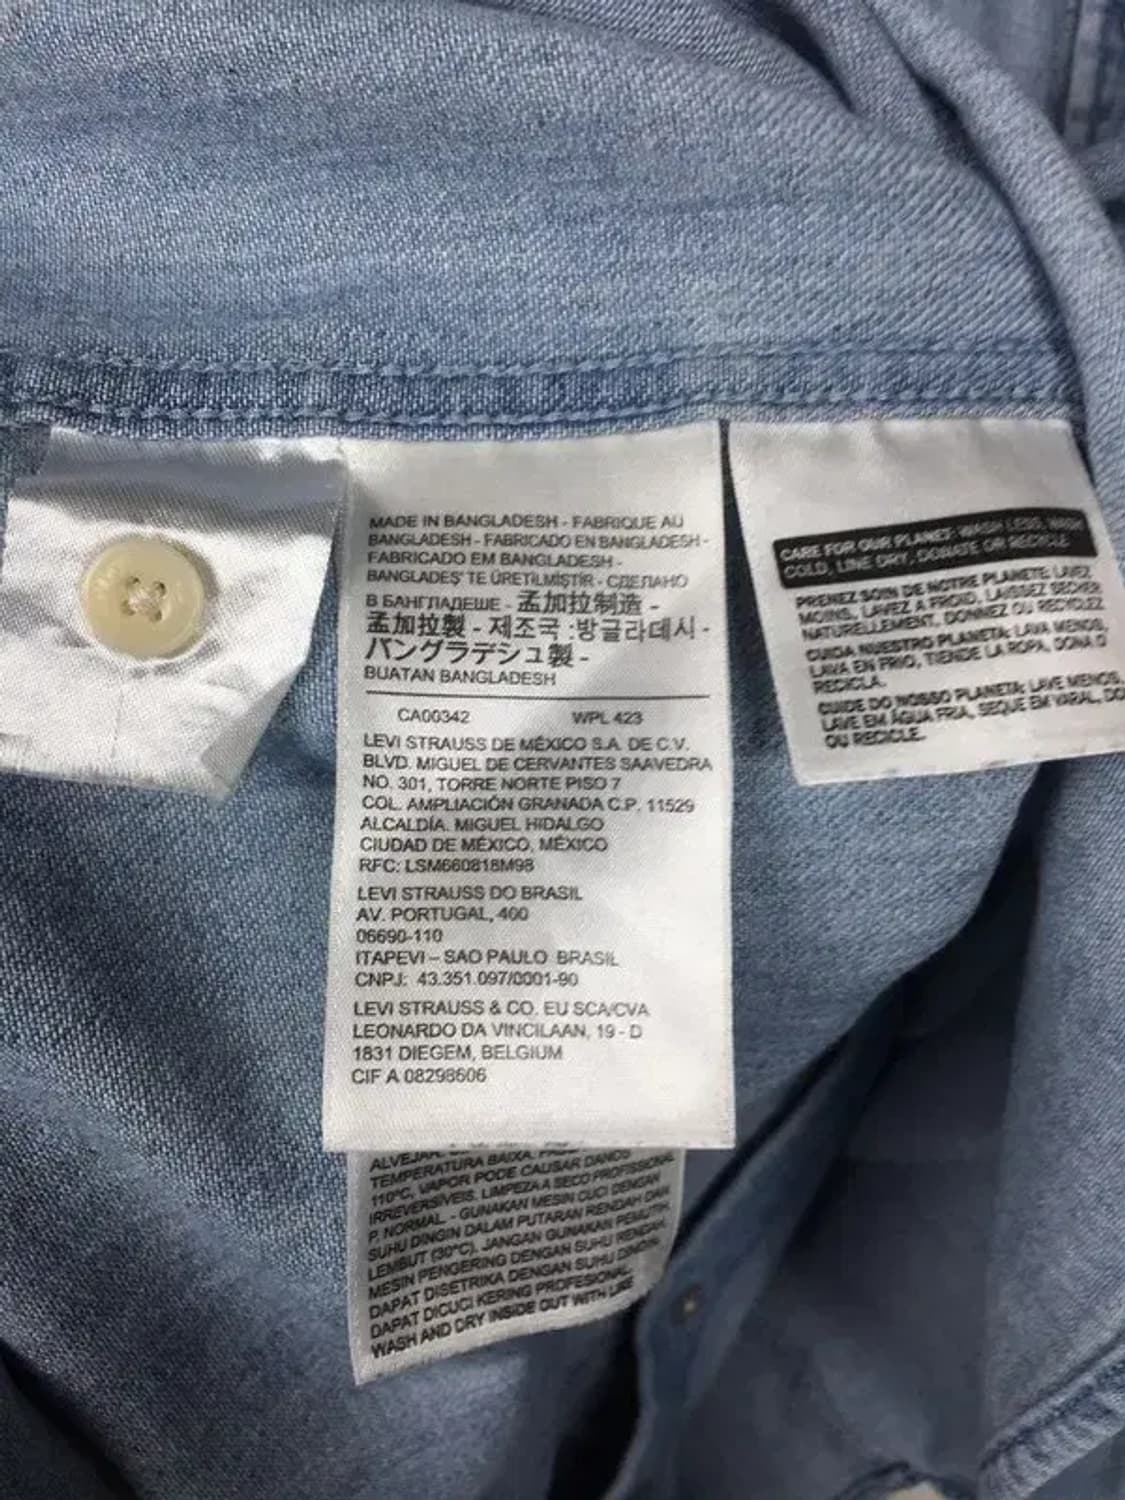 MADE IN BANGLADESH - FABRIQUE AU
BANGLADESH - FABRICADO EN BANGLADESH -
FABRICADO EM BANGLADESH -
BANGLADEŞ' TE ÜRETİLMİŞTİR - СДЕЛАНО
В БАНГЛАДЕШЕ - 孟加拉制造 -
孟加拉製 - 제조국 :방글라데시 -
バングラデシュ製 -
BUATAN BANGLADESH
CA00342 WPL 423
LEVI STRAUSS DE MÉXICO S.A. DE C.V.
BLVD. MIGUEL DE CERVANTES SAAVEDRA
NO. 301, TORRE NORTE PISO 7
COL. AMPLIACIÓN GRANADA C.P. 11529
ALCALDÍA. MIGUEL HIDALGO
CIUDAD DE MÉXICO, MÉXICO
RFC: LSM660818M98
LEVI STRAUSS DO BRASIL
AV. PORTUGAL, 400
06690-110
ITAPEVI – SAO PAULO BRASIL
CNPJ: 43.351.097/0001-90
LEVI STRAUSS & CO. EU SCA/CVA
LEONARDO DA VINCILAAN, 19 - D
1831 DIEGEM, BELGIUM
CIF A 08298606
ALVEJAR.
TEMPERATURA BAIXA.
110°C, VAPOR PODE CAUSAR DANOS
IRREVERSÍVEIS. LIMPEZA A SECO PROFISSIONAL
P. NORMAL. - GUNAKAN MESIN CUCI DENGAN
SUHU DINGIN DALAM PUTARAN RENDAH DAN
LEMBUT (30°C). JANGAN GUNAKAN PEMUTIH.
MESIN PENGERING DENGAN SUHU RENDAH.
DAPAT DISETRIKA DENGAN SUHU DINGIN.
DAPAT DICUCI KERING PROFESIONAL.
WASH AND DRY INSIDE OUT WITH LIKE
CARE FOR OUR PLANET: WASH LESS, WASH
COLD, LINE DRY, DONATE OR RECYCLE
PRENEZ SOIN DE NOTRE PLANETE: LAVEZ
MOINS, LAVEZ A FROID, LAISSEZ SECHER
NATURELLEMENT, DONNEZ OU RECYCLEZ
CUIDA NUESTRO PLANETA: LAVA MENOS,
LAVA EN FRIO, TIENDE LA ROPA, DONA O
RECICLA.
CUIDE DO NOSSO PLANETA: LAVE MENOS,
LAVE EM ÁGUA FRIA, SEQUE EM VARAL,
OU RECICLE.